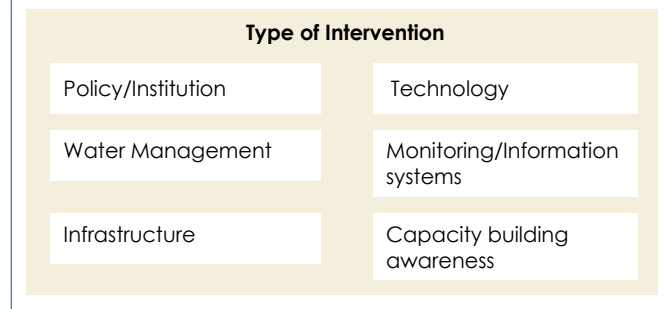 Type of Intervention
Policy/Institution
Technology
Water Management
Monitoring/Information
systems
Infrastructure
Capacity building
awareness